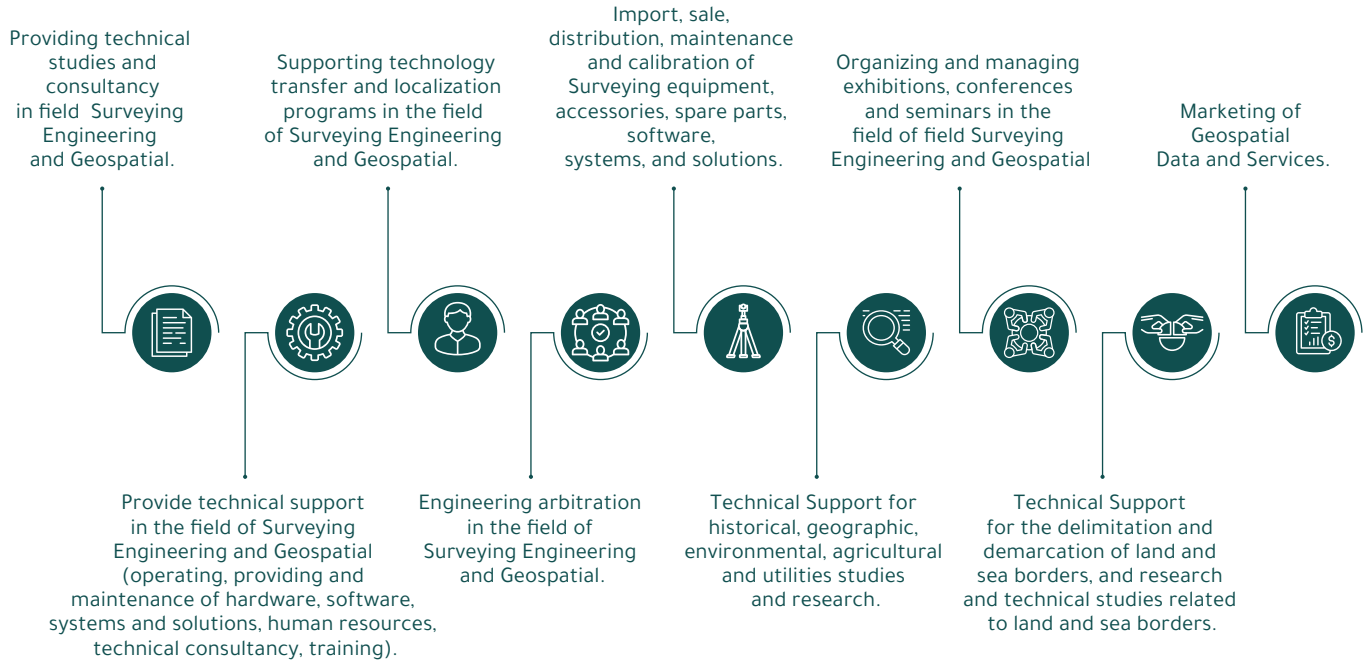 Providing technical
studies and
consultancy
in field Surveying
Engineering
and Geospatial.
Supporting technology
transfer and localization
programs in the field
of Surveying Engineering
and Geospatial.
Import, sale,
distribution, maintenance
and calibration of
Surveying equipment,
accessories, spare parts,
software,
systems, and solutions.
Organizing and managing
exhibitions, conferences
and seminars in the
field of field Surveying
Engineering and Geospatial
Marketing of
Geospatial
Data and Services.
Provide technical support
in the field of Surveying
Engineering and Geospatial
(operating, providing and
maintenance of hardware, software,
systems and solutions, human resources,
technical consultancy, training).
Engineering arbitration
in the field of
Surveying Engineering
and Geospatial.
Technical Support for
historical, geographic,
environmental, agricultural
and utilities studies
and research.
Technical Support
for the delimitation and
demarcation of land and
sea borders, and research
and technical studies related
to land and sea borders.